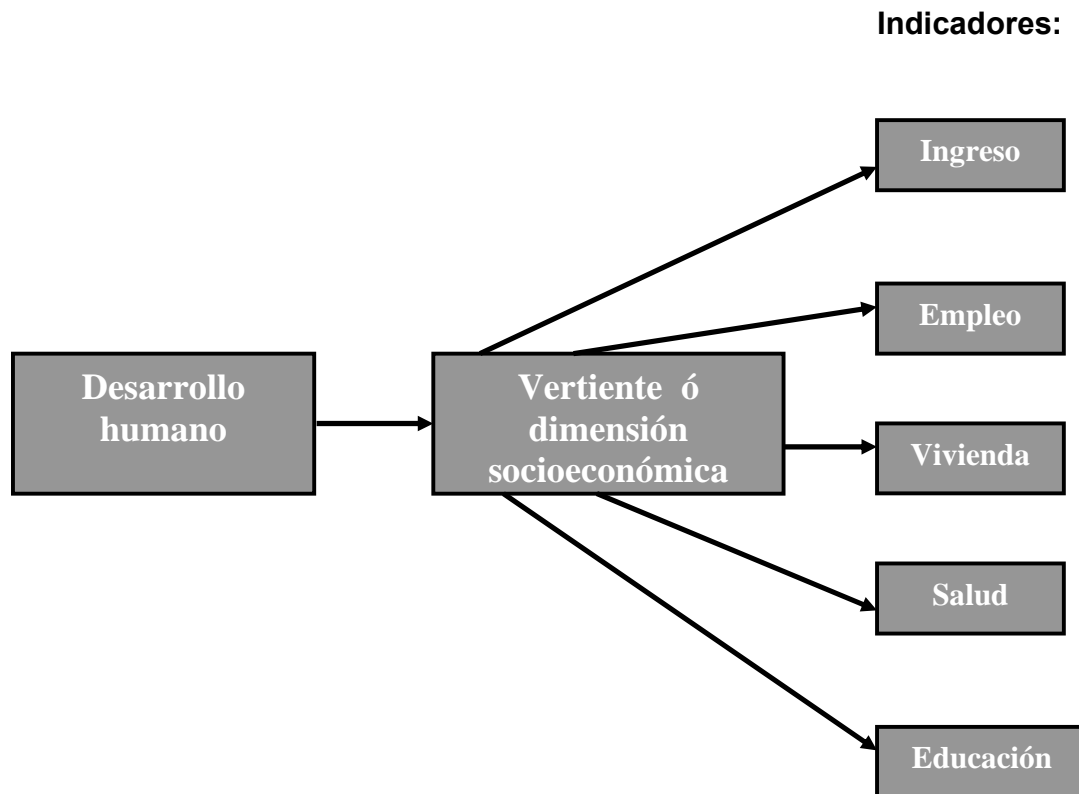 Indicadores:
Ingreso
Empleo
Desarrollo
humano
Vertiente ó
dimensión
socioeconómica
Vivienda
Salud
Educación